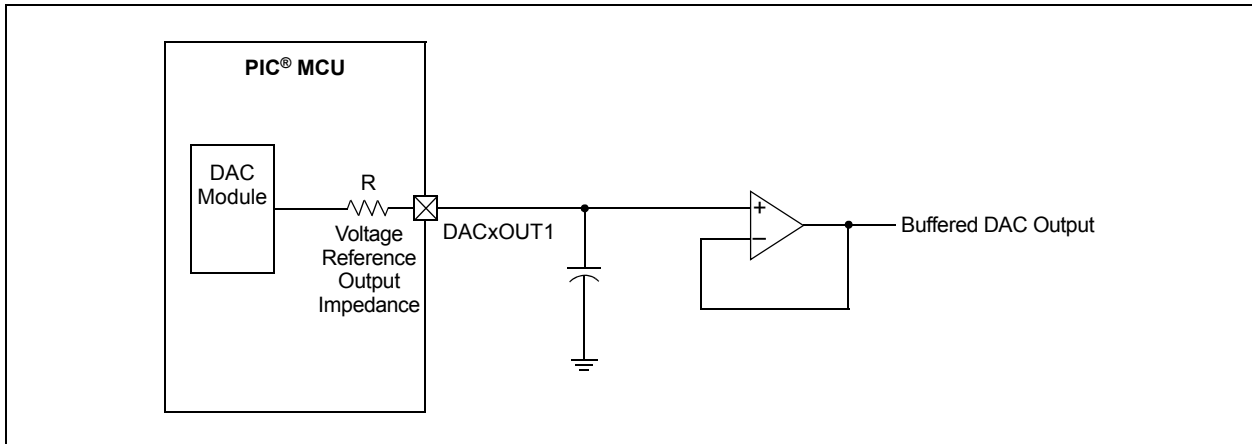 PIC® MCU
DAC
Module
R
Voltage
Reference
Output
Impedance
DACxOUT1
+
–
Buffered DAC Output